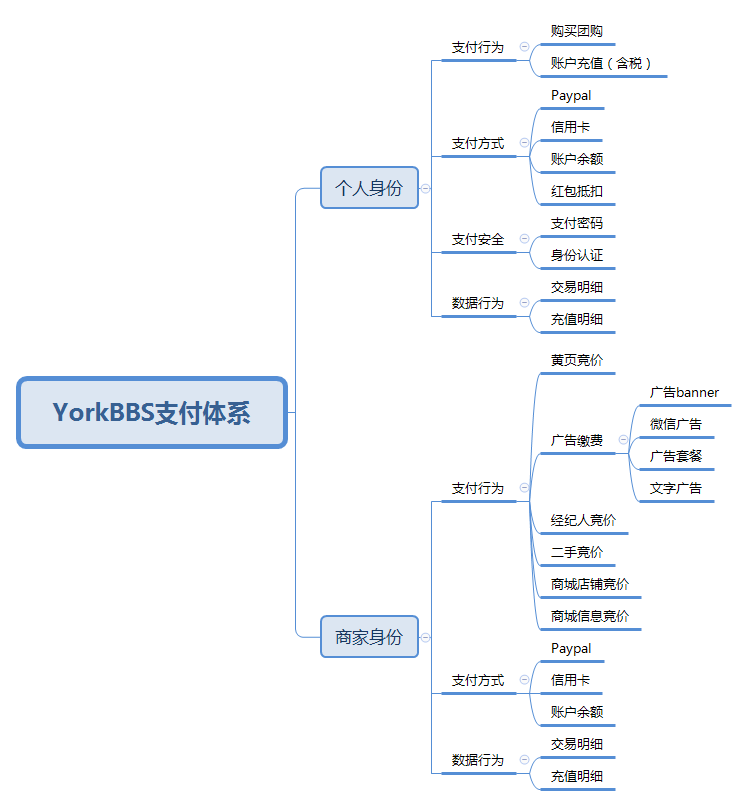 YorkBBS支付体系
个人身份
支付行为
购买团购
账户充值（含税）
支付方式
Paypal
信用卡
账户余额
红包抵扣
支付安全
支付密码
身份认证
数据行为
交易明细
充值明细
商家身份
支付行为
黄页竞价
广告缴费
广告banner
微信广告
广告套餐
文字广告
经纪人竞价
二手竞价
商城店铺竞价
商城信息竞价
支付方式
Paypal
信用卡
账户余额
数据行为
交易明细
充值明细